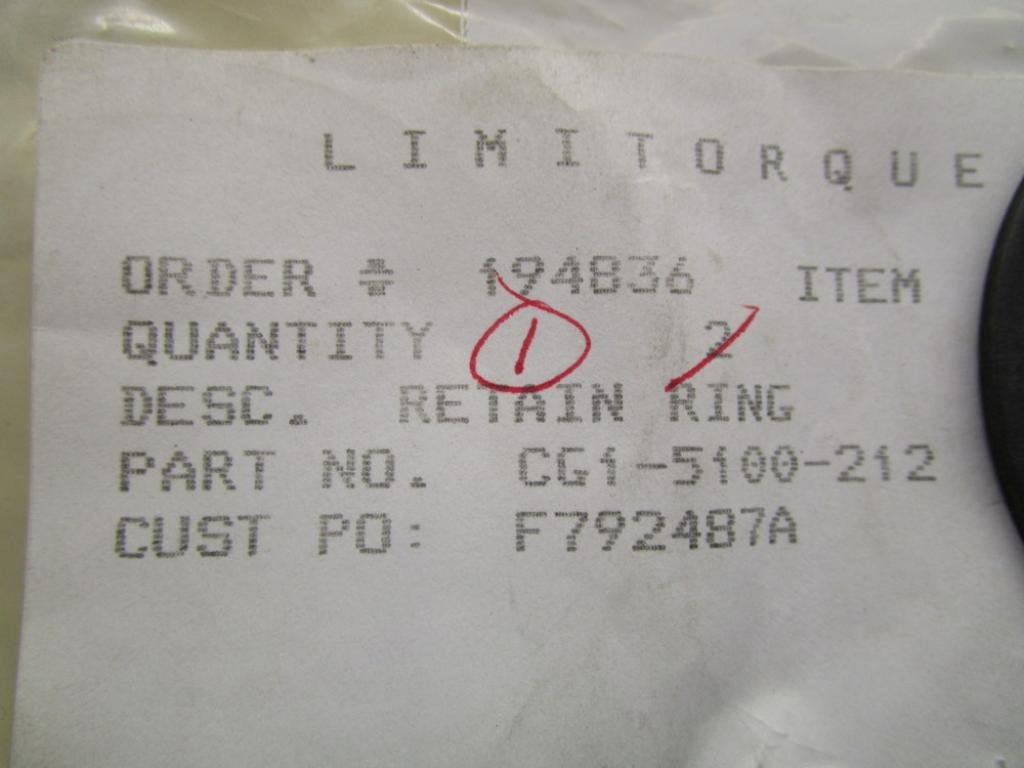 LIMITORQUE
ORDER # 194836 ITEM
QUANTITY 1 2
DESC. RETAIN RING
PART NO. CG1-5100-212
CUST PO: F792487A